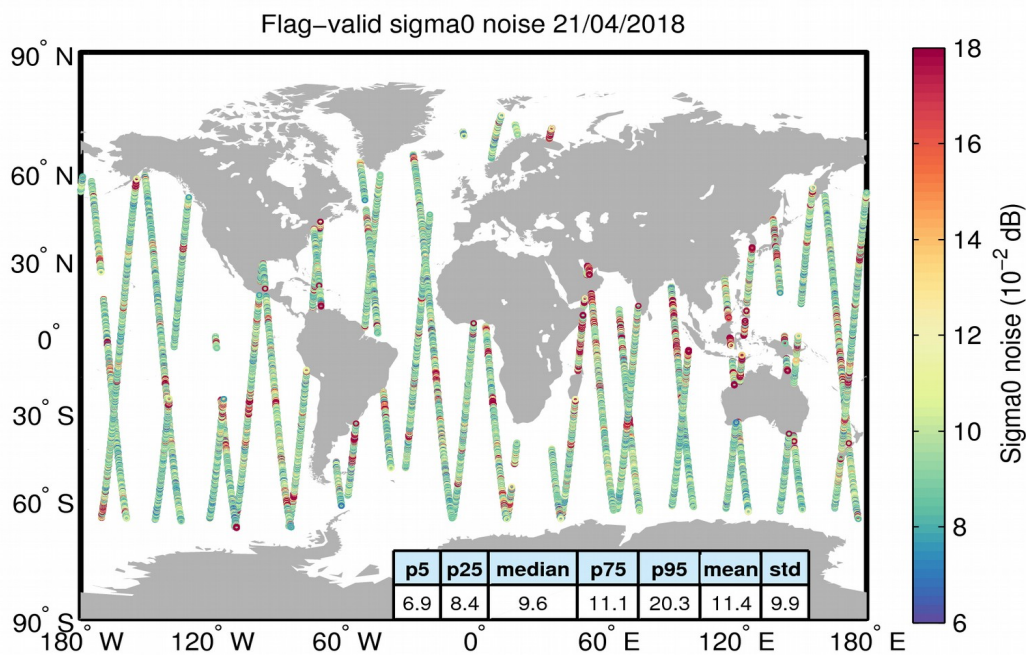 Flag−valid sigma0 noise 21/04/2018
90° N
60° N
30° N
0°
30° S
60° S
90° S
180° W
120° W
60° W
0°
60° E
120° E
180° E
p5 p25 median p75 p95 mean std
6.9 8.4 9.6 11.1 20.3 11.4 9.9
18
16
14
12
10
8
6
Sigma0 noise (10⁻² dB)